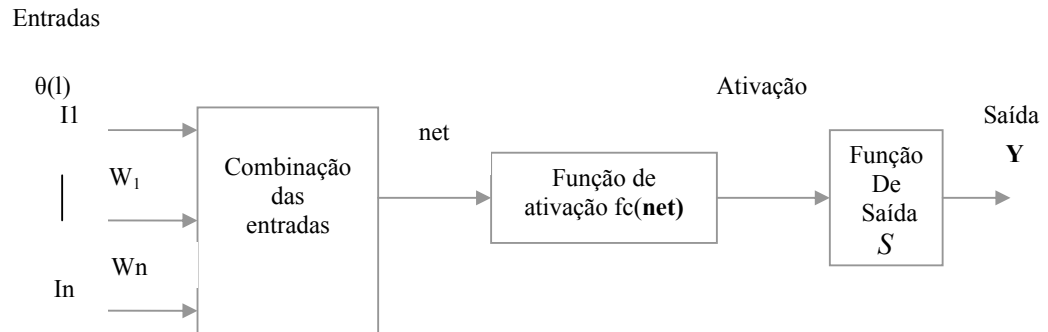 Entradas
θ(l)
I1
W₁
Wn
In
Combinação
das
entradas
net
Função de
ativação fc(net)
Ativação
Função
De
Saída
S
Saída
Y